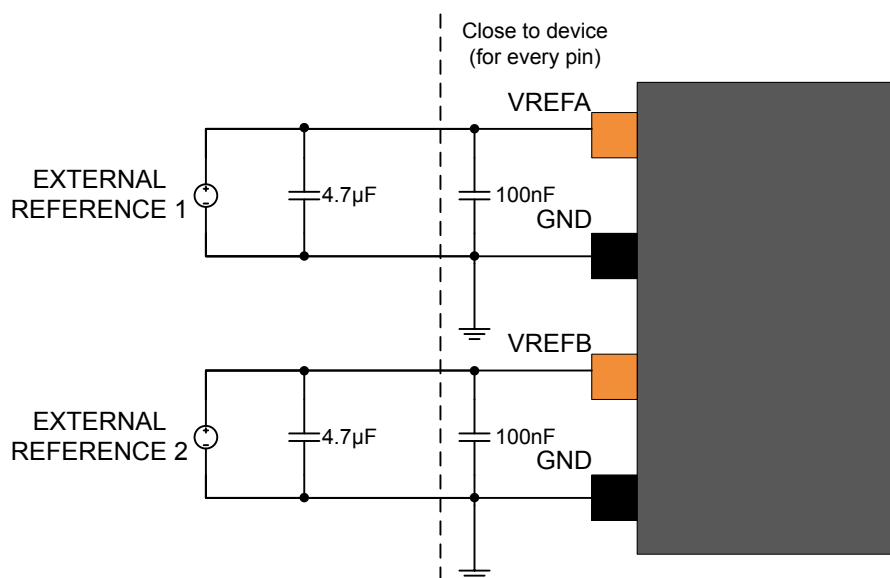 Close to device
(for every pin)
VREFA
EXTERNAL
REFERENCE 1
4.7µF
100nF
GND
VREFB
EXTERNAL
REFERENCE 2
4.7µF
100nF
GND